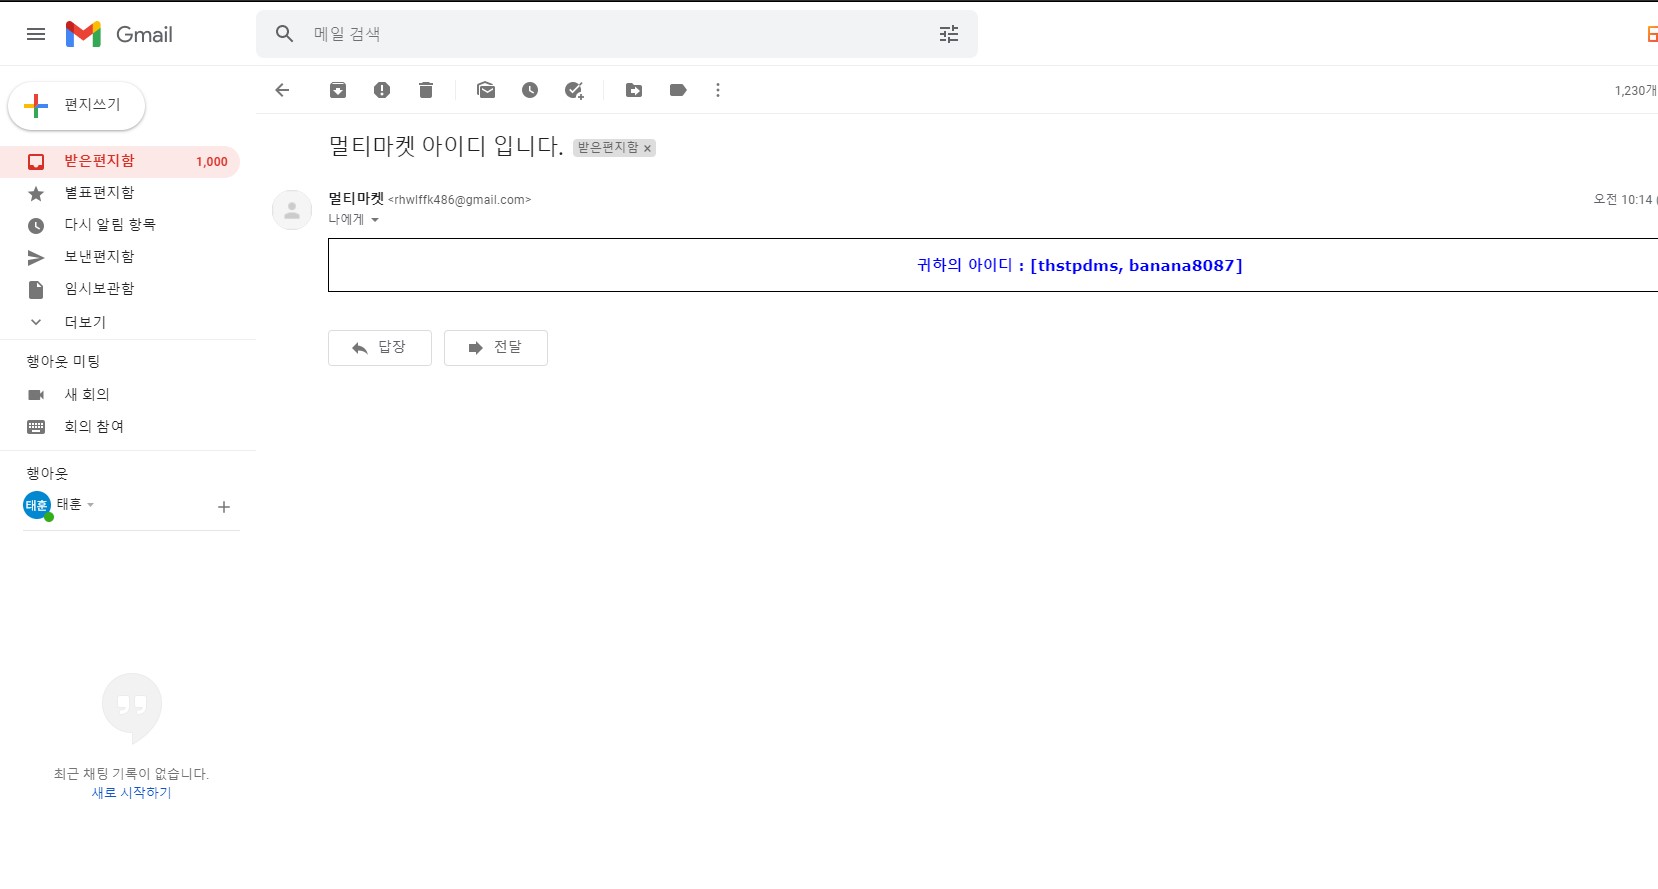 Gmail
메일 검색
편지쓰기
1,230개
받은편지함 1,000
별표편지함
다시 알림 항목
보낸편지함
임시보관함
더보기
행아웃 미팅
새 회의
회의 참여
행아웃
태훈 태훈
최근 채팅 기록이 없습니다.
새로 시작하기
멀티마켓 아이디 입니다. 받은편지함 ×
멀티마켓 <rhwlffk486@gmail.com> 오전 10:14 (
나에게
귀하의 아이디 : [thstpdms, banana8087]
답장 전달